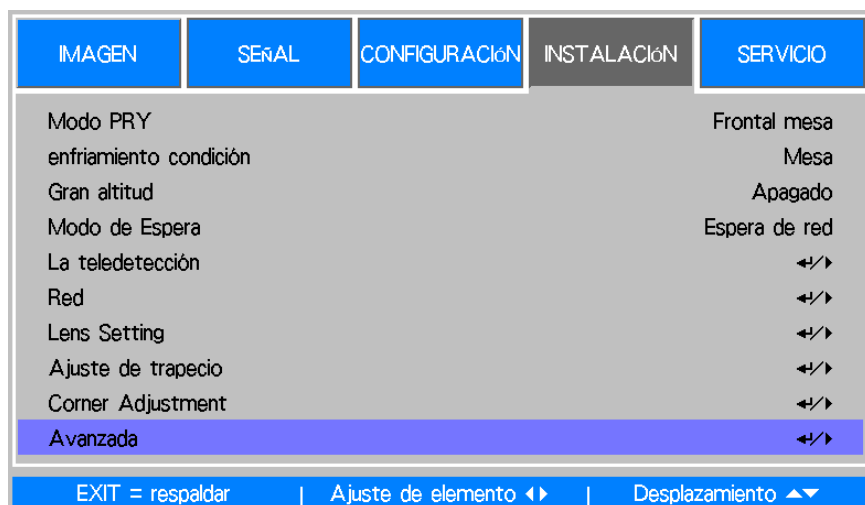 IMAGEN SEñAL CONFIGURACIóN INSTALACIóN SERVICIO
Modo PRY Frontal mesa
enfriamiento condición Mesa
Gran altitud Apagado
Modo de Espera Espera de red
La teledetección ↵/▶
Red ↵/▶
Lens Setting ↵/▶
Ajuste de trapecio ↵/▶
Corner Adjustment ↵/▶
Avanzada ↵/▶
EXIT = respaldar | Ajuste de elemento ◀▶ | Desplazamiento ▲▼